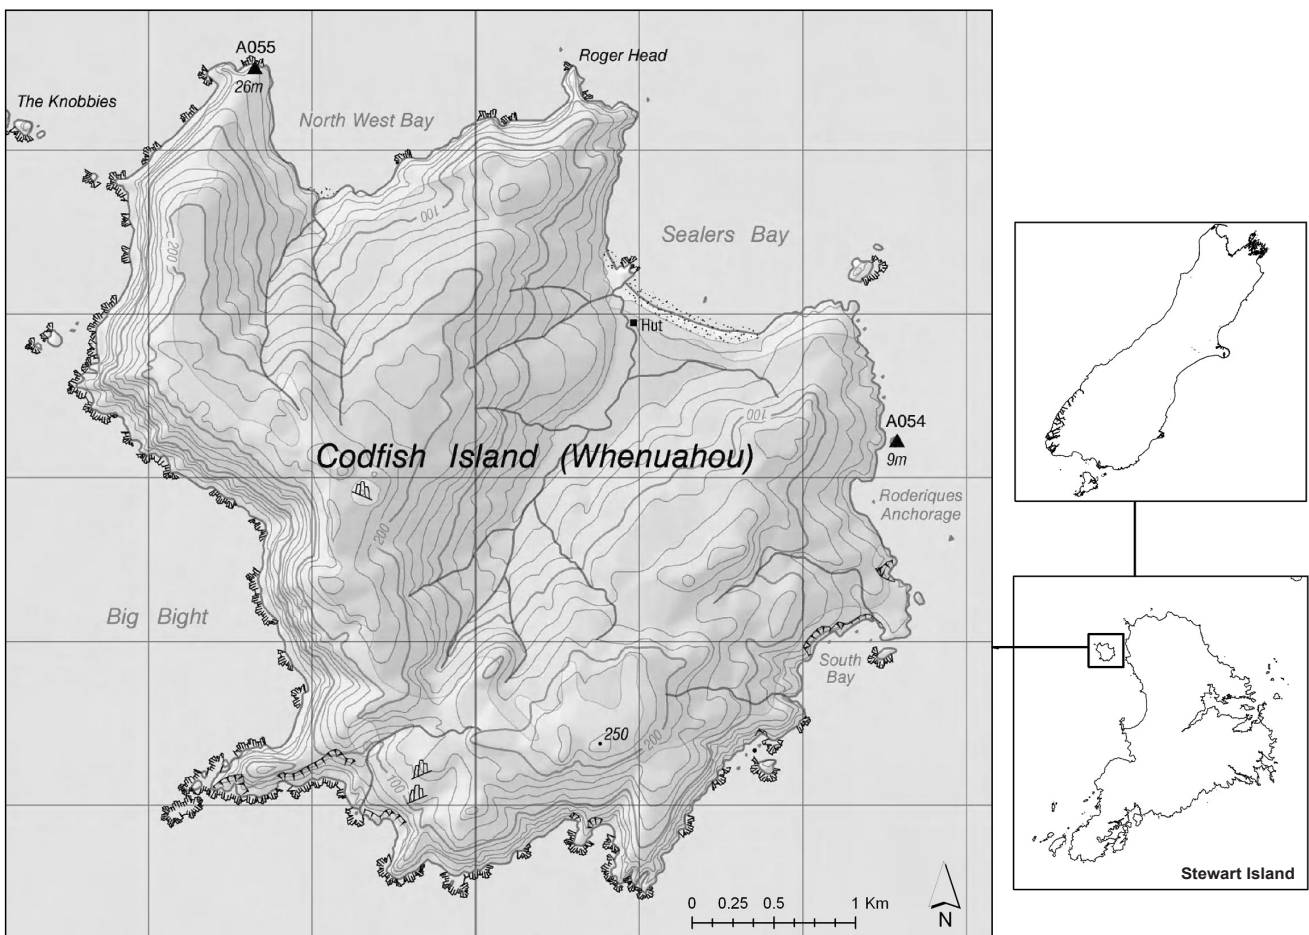 A055
26m
Roger Head
The Knobbies
North West Bay
100
200
Sealers Bay
Hut
100
A054
9m
Codfish Island (Whenuahou)
Roderiques
Anchorage
200
Big Bight
South
Bay
250
200
100
0 0.25 0.5 1 Km
N
Stewart Island